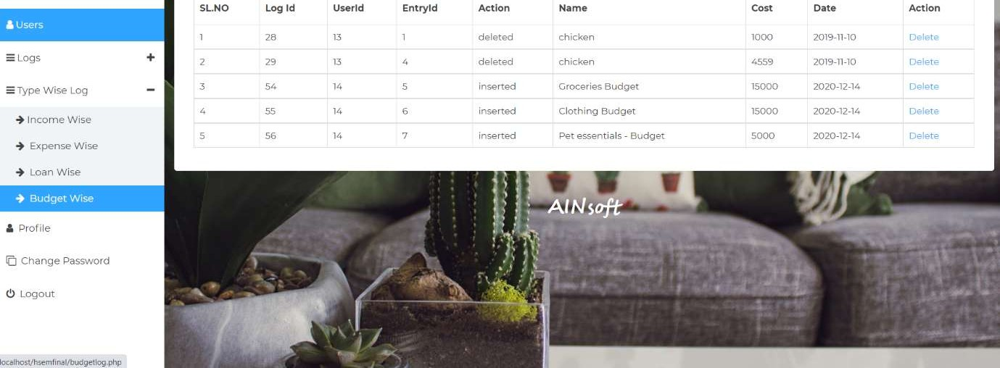 Users
Logs
Type Wise Log
Income Wise
Expense Wise
Loan Wise
Budget Wise
Profile
Change Password
Logout
localhost/hsemfinal/budgetlog.php
SL.NO Log Id UserId EntryId Action Name Cost Date Action
1 28 13 1 deleted chicken 1000 2019-11-10 Delete
2 29 13 4 deleted chicken 4559 2019-11-10 Delete
3 54 14 5 inserted Groceries Budget 15000 2020-12-14 Delete
4 55 14 6 inserted Clothing Budget 15000 2020-12-14 Delete
5 56 14 7 inserted Pet essentials - Budget 5000 2020-12-14 Delete
AINsoft